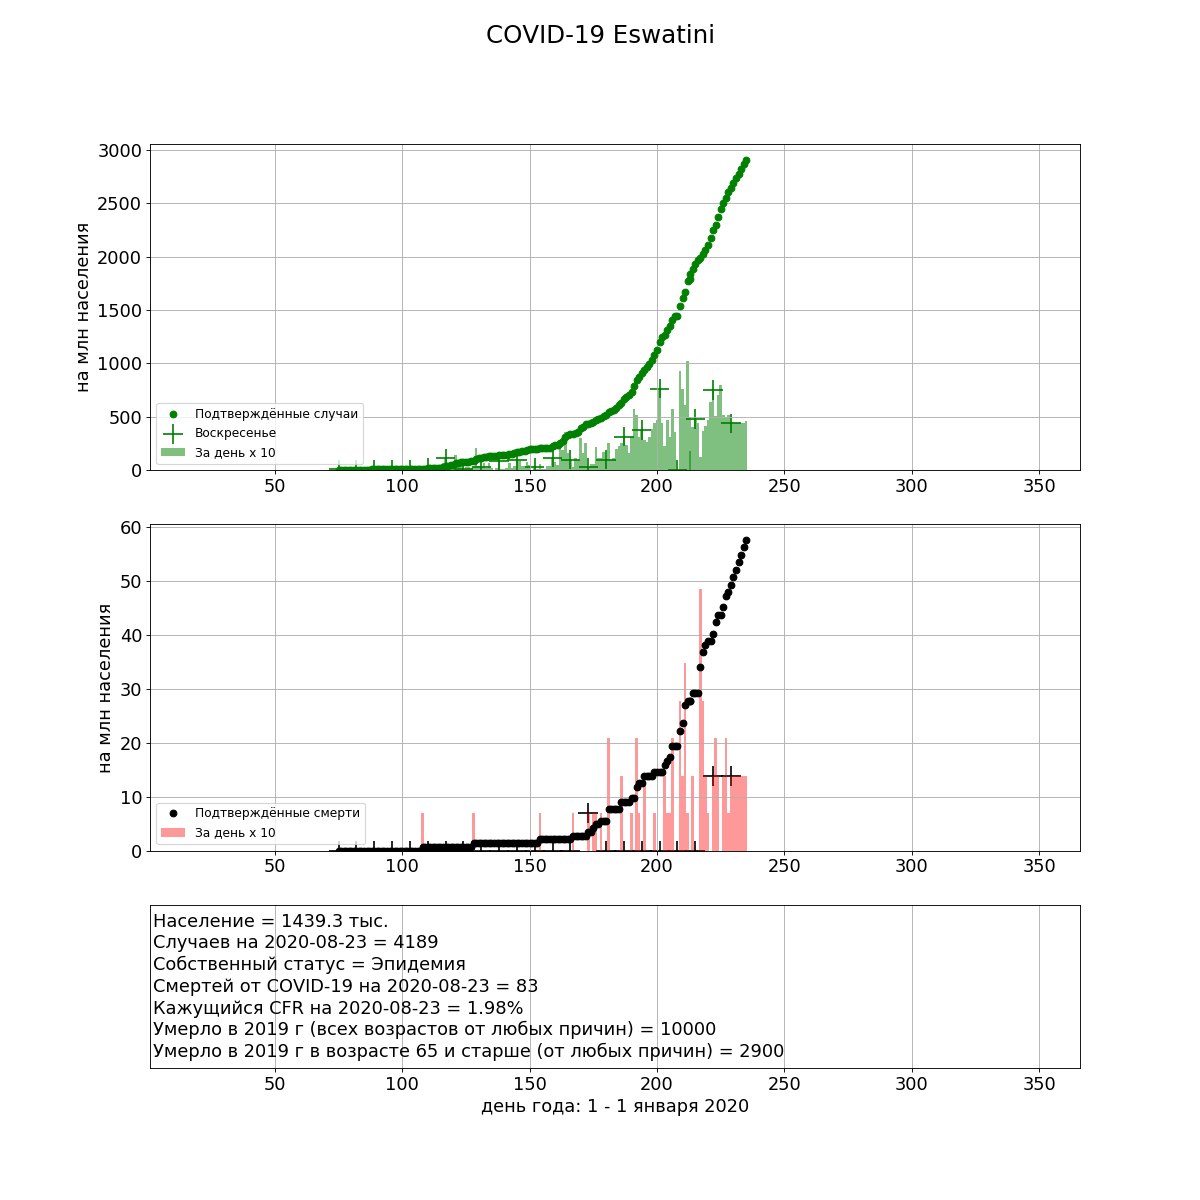 COVID-19 Eswatini
на млн населения
3000
2500
2000
1500
1000
500
0
Подтверждённые случаи
Воскресенье
За день x 10
50 100 150 200 250 300 350
на млн населения
60
50
40
30
20
10
0
Подтверждённые смерти
За день x 10
50 100 150 200 250 300 350
Население = 1439.3 тыс.
Случаев на 2020-08-23 = 4189
Собственный статус = Эпидемия
Смертей от COVID-19 на 2020-08-23 = 83
Кажущийся CFR на 2020-08-23 = 1.98%
Умерло в 2019 г (всех возрастов от любых причин) = 10000
Умерло в 2019 г в возрасте 65 и старше (от любых причин) = 2900
50 100 150 200 250 300 350
день года: 1 - 1 января 2020